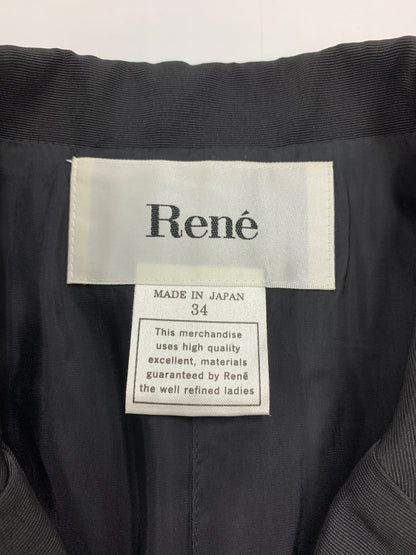 René
MADE IN JAPAN
34
This merchandise
uses high quality
excellent, materials
guaranteed by René
the well refined ladies